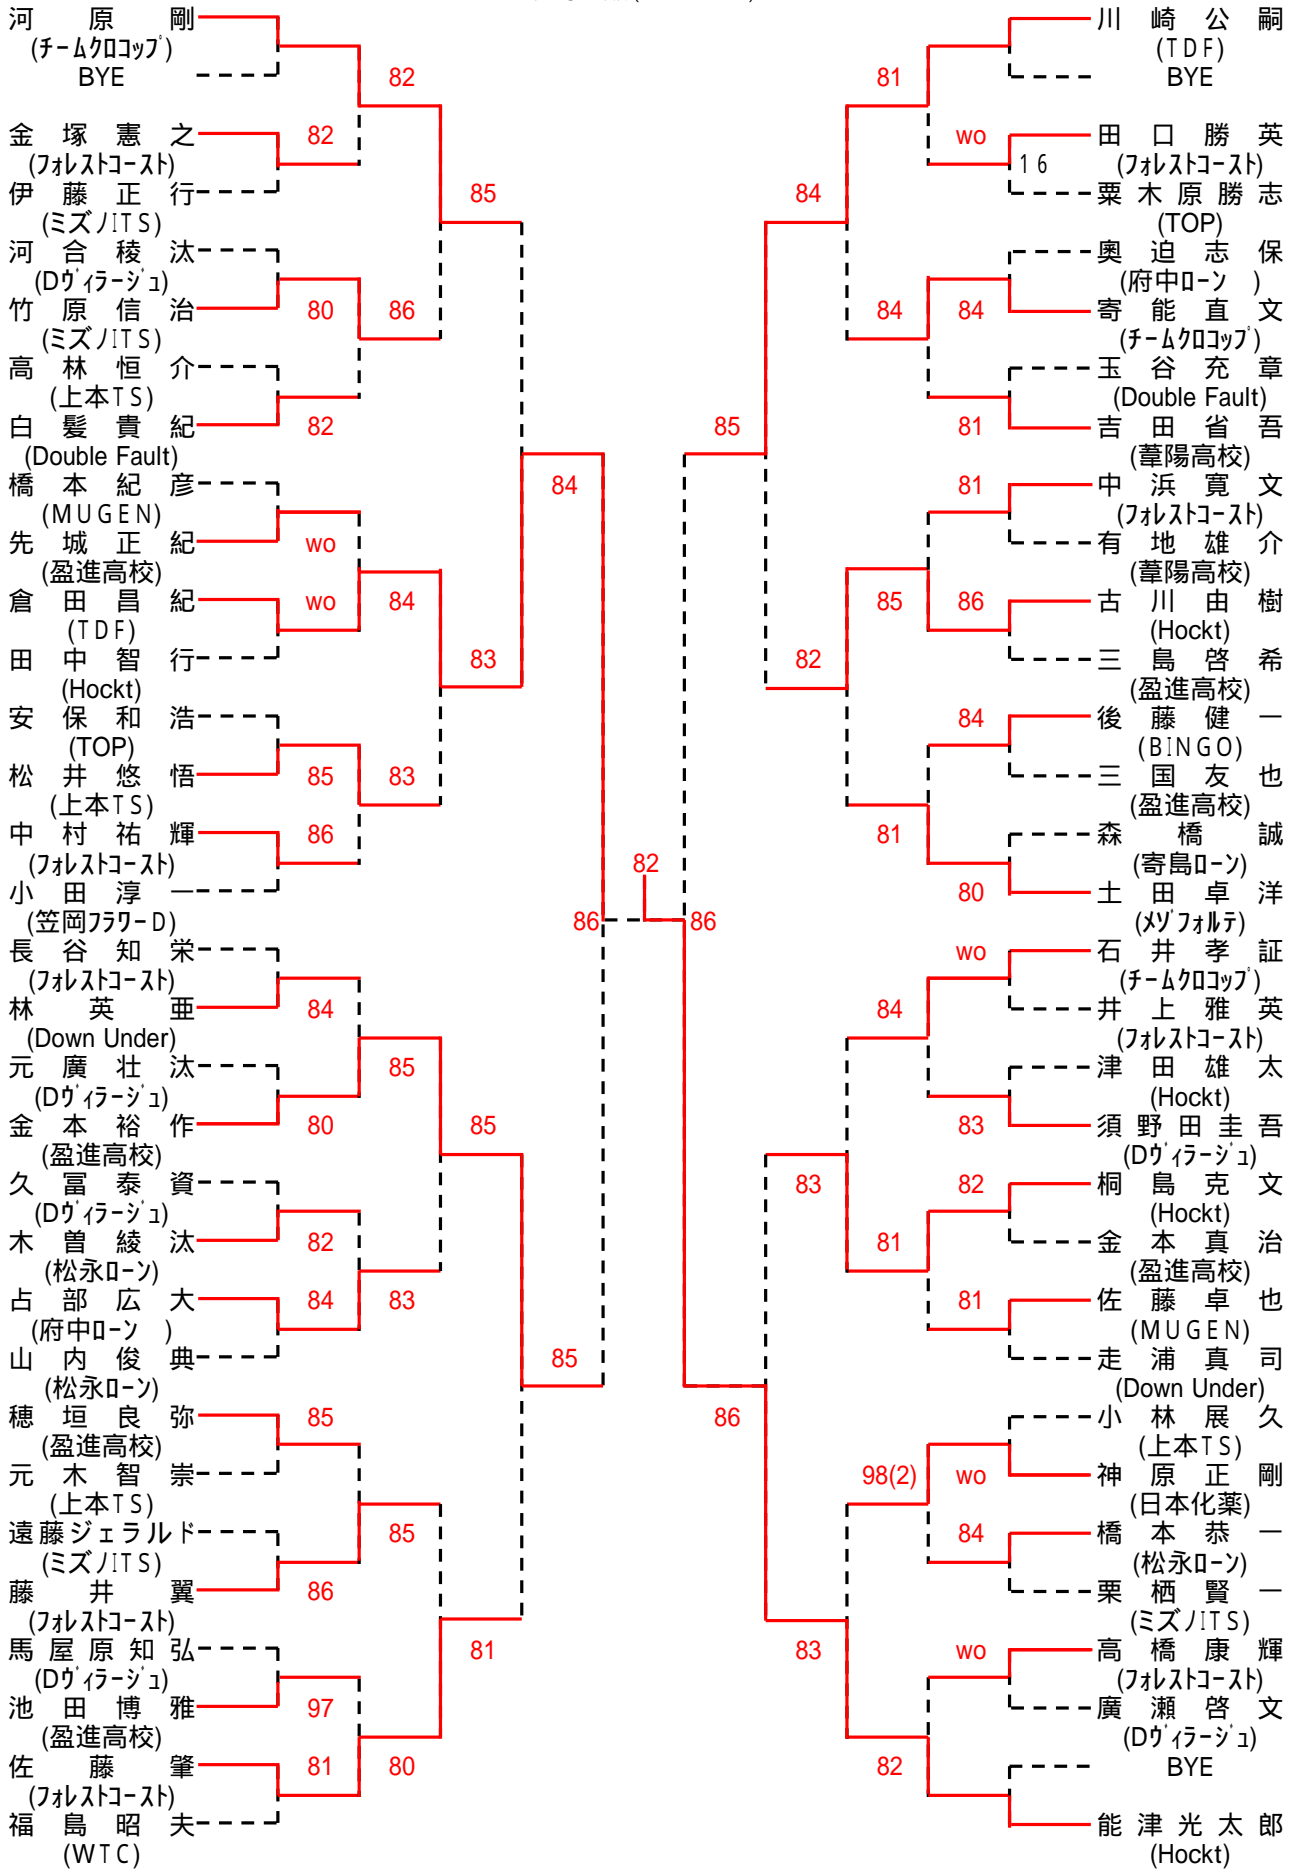 河原剛
(チームクロコップ)
BYE
82
金塚憲之
82
(フォレストコースト)
伊藤正行
85
(ミズノITS)
河合稜汰
(Dヴィラージュ)
竹原信治
80
86
(ミズノITS)
高林恒介
(上本TS)
白髪貴紀
82
(Double Fault)
橋本紀彦
84
(MUGEN)
先城正紀
wo
(盈進高校)
倉田昌紀
wo
84
(TDF)
田中智行
83
(Hockt)
安保和浩
(TOP)
松井悠悟
85
83
(上本TS)
中村祐輝
86
(フォレストコースト)
小田淳一
(笠岡フラワーD)
86
長谷知栄
(フォレストコースト)
林英亜
84
(Down Under)
元廣壮汰
85
(Dヴィラージュ)
金本裕作
80
85
(盈進高校)
久冨泰資
(Dヴィラージュ)
木曽綾汰
82
(松永ローン)
占部広大
84
83
(府中ローン)
山内俊典
85
(松永ローン)
穂垣良弥
85
(盈進高校)
元木智崇
(上本TS)
遠藤ジェラルド
85
(ミズノITS)
藤井翼
86
(フォレストコースト)
馬屋原知弘
81
(Dヴィラージュ)
池田博雅
97
(盈進高校)
佐藤肇
81
80
(フォレストコースト)
福島昭夫
(WTC)
82
86
川崎公嗣
(TDF)
81
BYE
wo
田口勝英
16
(フォレストコースト)
84
粟木原勝志
(TOP)
奥迫志保
(府中ローン)
84
84
寄能直文
(チームクロコップ)
玉谷充章
(Double Fault)
85
81
吉田省吾
(葦陽高校)
81
中浜寛文
(フォレストコースト)
有地雄介
(葦陽高校)
85
86
古川由樹
(Hockt)
82
三島啓希
(盈進高校)
84
後藤健一
(BINGO)
三国友也
(盈進高校)
81
森橋誠
(寄島ローン)
80
土田卓洋
(メゾフォルテ)
wo
石井孝証
(チームクロコップ)
84
井上雅英
(フォレストコースト)
津田雄太
(Hockt)
83
須野田圭吾
(Dヴィラージュ)
83
82
桐島克文
(Hockt)
81
金本真治
(盈進高校)
81
佐藤卓也
(MUGEN)
走浦真司
(Down Under)
86
小林展久
(上本TS)
98(2)
wo
神原正剛
(日本化薬)
84
橋本恭一
(松永ローン)
栗栖賢一
(ミズノITS)
83
wo
高橋康輝
(フォレストコースト)
廣瀬啓文
(Dヴィラージュ)
82
BYE
能津光太郎
(Hockt)